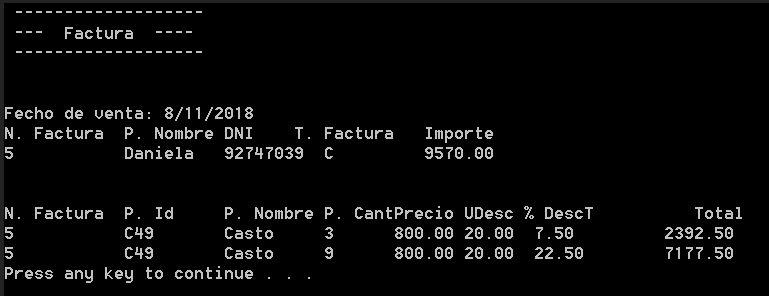 -------------------
---  Factura  ----
-------------------
Fecho de venta: 8/11/2018
N. Factura  P. Nombre DNI    T. Factura   Importe
5           Daniela   92747039  C         9570.00
N. Factura  P. Id     P. Nombre P. CantPrecio UDesc % DescT          Total
5           C49       Casto     3      800.00 20.00  7.50         2392.50
5           C49       Casto     9      800.00 20.00  22.50        7177.50
Press any key to continue . . .